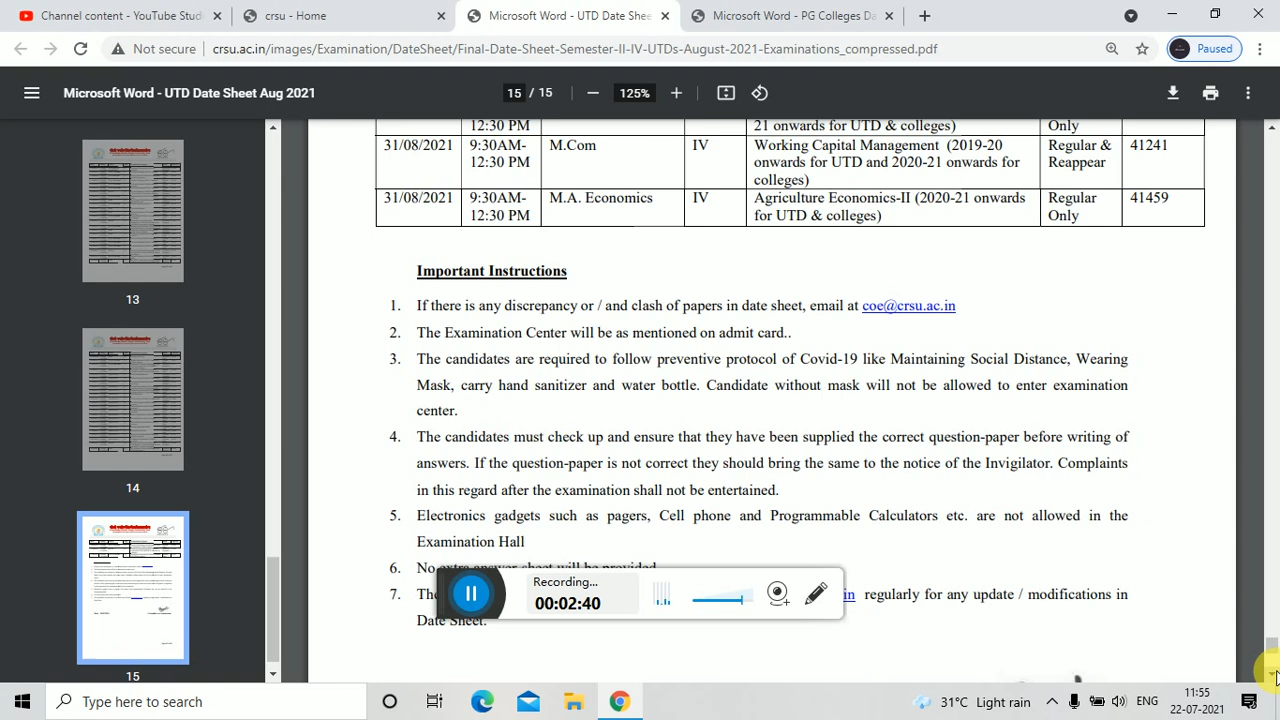 Channel content - YouTube Studi
crsu - Home
Microsoft Word - UTD Date Shee
Microsoft Word - PG Colleges Da
Not secure
crsu.ac.in/images/Examination/DateSheet/Final-Date-Sheet-Semester-II-IV-UTDs-August-2021-Examinations_compressed.pdf
Paused
Microsoft Word - UTD Date Sheet Aug 2021
15 / 15
125%
12:30 PM 21 onwards for UTD & colleges) Only
31/08/2021 9:30AM- M.Com IV Working Capital Management (2019-20 Regular & 41241
12:30 PM onwards for UTD and 2020-21 onwards for Reappear
colleges)
31/08/2021 9:30AM- M.A. Economics IV Agriculture Economics-II (2020-21 onwards Regular 41459
12:30 PM for UTD & colleges) Only
Important Instructions
1. If there is any discrepancy or / and clash of papers in date sheet, email at coe@crsu.ac.in
2. The Examination Center will be as mentioned on admit card..
3. The candidates are required to follow preventive protocol of Covid-19 like Maintaining Social Distance, Wearing
Mask, carry hand sanitizer and water bottle. Candidate without mask will not be allowed to enter examination
center.
4. The candidates must check up and ensure that they have been supplied the correct question-paper before writing of
answers. If the question-paper is not correct they should bring the same to the notice of the Invigilator. Complaints
in this regard after the examination shall not be entertained.
5. Electronics gadgets such as pagers, Cell phone and Programmable Calculators etc. are not allowed in the
Examination Hall
6. No extra answer sheet will be provided
7. The in regularly for any update / modifications in
Date Sheet.
13
14
15
Recording...
00:02:40
Type here to search
31°C Light rain
ENG
11:55
22-07-2021